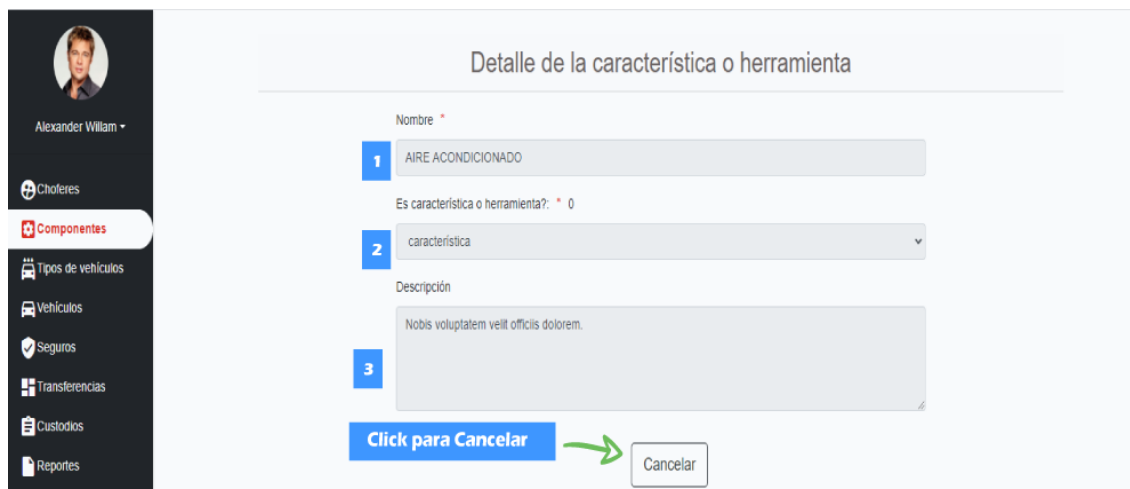 Alexander Willam
Choferes
Componentes
Tipos de vehículos
Vehículos
Seguros
Transferencias
Custodios
Reportes
Detalle de la característica o herramienta
Nombre *
1
AIRE ACONDICIONADO
Es característica o herramienta?: * 0
2
característica
Descripción
3
Nobis voluptatem velit officiis dolorem.
Click para Cancelar
Cancelar